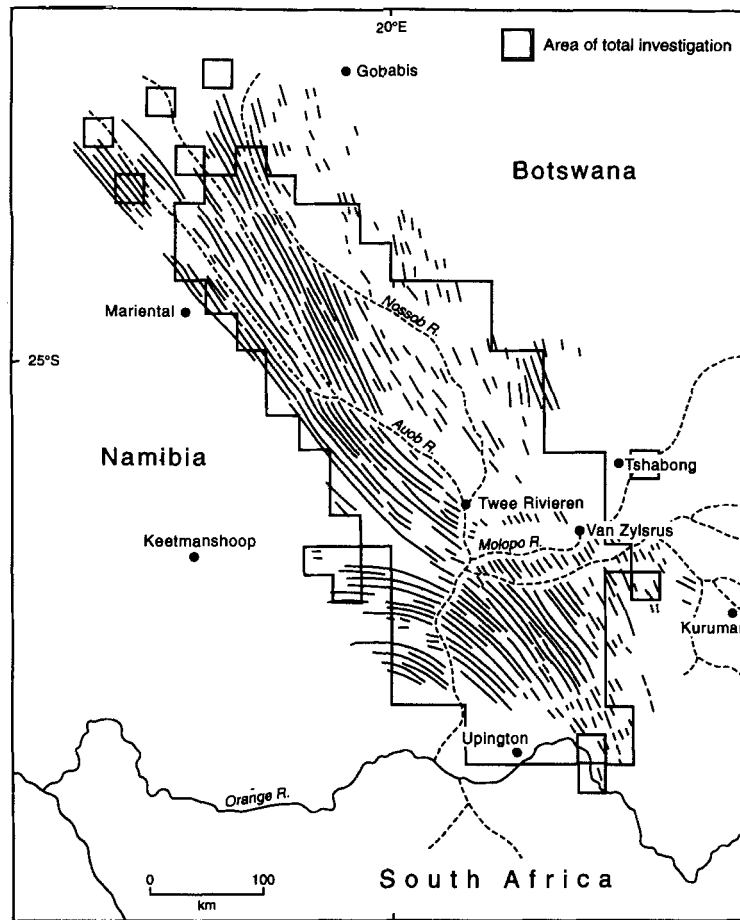 20°E
Area of total investigation
Gobabis
Botswana
Nossob R.
Mariental
25°S
Auob R.
Namibia
Tshabong
Twee Rivieren
Van Zylsrus
Molopo R.
Keetmanshoop
Kuruman
Upington
Orange R.
0 100
km
South Africa